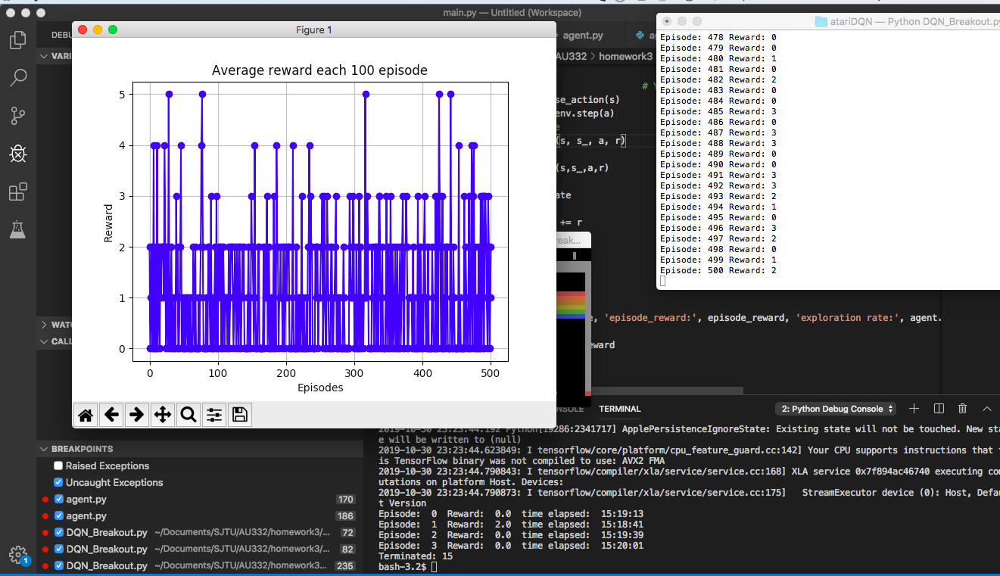 main.py — Untitled (Workspace)
Figure 1
agent.py
atariDQN — Python DQN_Breakout.py
DEBU
VARI
AU332 > homework3
Average reward each 100 episode
Reward
5
4
3
2
1
0
0 100 200 300 400 500
Episodes
# Y
se_action(s)
env.step(a)
(s, s_, a, r)
(s,s_,a,r)
ate
+= r
reak...
, 'episode_reward:', episode_reward, 'exploration rate:', agent.
eward
Episode: 478 Reward: 0
Episode: 479 Reward: 0
Episode: 480 Reward: 1
Episode: 481 Reward: 0
Episode: 482 Reward: 2
Episode: 483 Reward: 0
Episode: 484 Reward: 0
Episode: 485 Reward: 3
Episode: 486 Reward: 0
Episode: 487 Reward: 3
Episode: 488 Reward: 3
Episode: 489 Reward: 0
Episode: 490 Reward: 0
Episode: 491 Reward: 3
Episode: 492 Reward: 3
Episode: 493 Reward: 2
Episode: 494 Reward: 1
Episode: 495 Reward: 0
Episode: 496 Reward: 3
Episode: 497 Reward: 2
Episode: 498 Reward: 0
Episode: 499 Reward: 1
Episode: 500 Reward: 2
WATC
CALL
NSOLE TERMINAL 2: Python Debug Console
2019-10-30 23:23:44.192 Python[19286:2341717] ApplePersistenceIgnoreState: Existing state will not be touched. New sta
e will be written to (null)
2019-10-30 23:23:44.623849: I tensorflow/core/platform/cpu_feature_guard.cc:142] Your CPU supports instructions that t
is TensorFlow binary was not compiled to use: AVX2 FMA
2019-10-30 23:23:44.790843: I tensorflow/compiler/xla/service/service.cc:168] XLA service 0x7f894ac46740 executing com
utations on platform Host. Devices:
2019-10-30 23:23:44.790873: I tensorflow/compiler/xla/service/service.cc:175]   StreamExecutor device (0): Host, Defau
t Version
Episode:  0  Reward:  0.0  time elapsed:  15:19:13
Episode:  1  Reward:  2.0  time elapsed:  15:18:41
Episode:  2  Reward:  0.0  time elapsed:  15:19:39
Episode:  3  Reward:  0.0  time elapsed:  15:20:01
Terminated: 15
bash-3.2$
BREAKPOINTS
Raised Exceptions
Uncaught Exceptions
agent.py 170
agent.py 186
DQN_Breakout.py ~/Documents/SJTU/AU332/homework3/... 72
DQN_Breakout.py ~/Documents/SJTU/AU332/homework3/... 82
DQN_Breakout.py ~/Documents/SJTU/AU332/homework3... 235
1